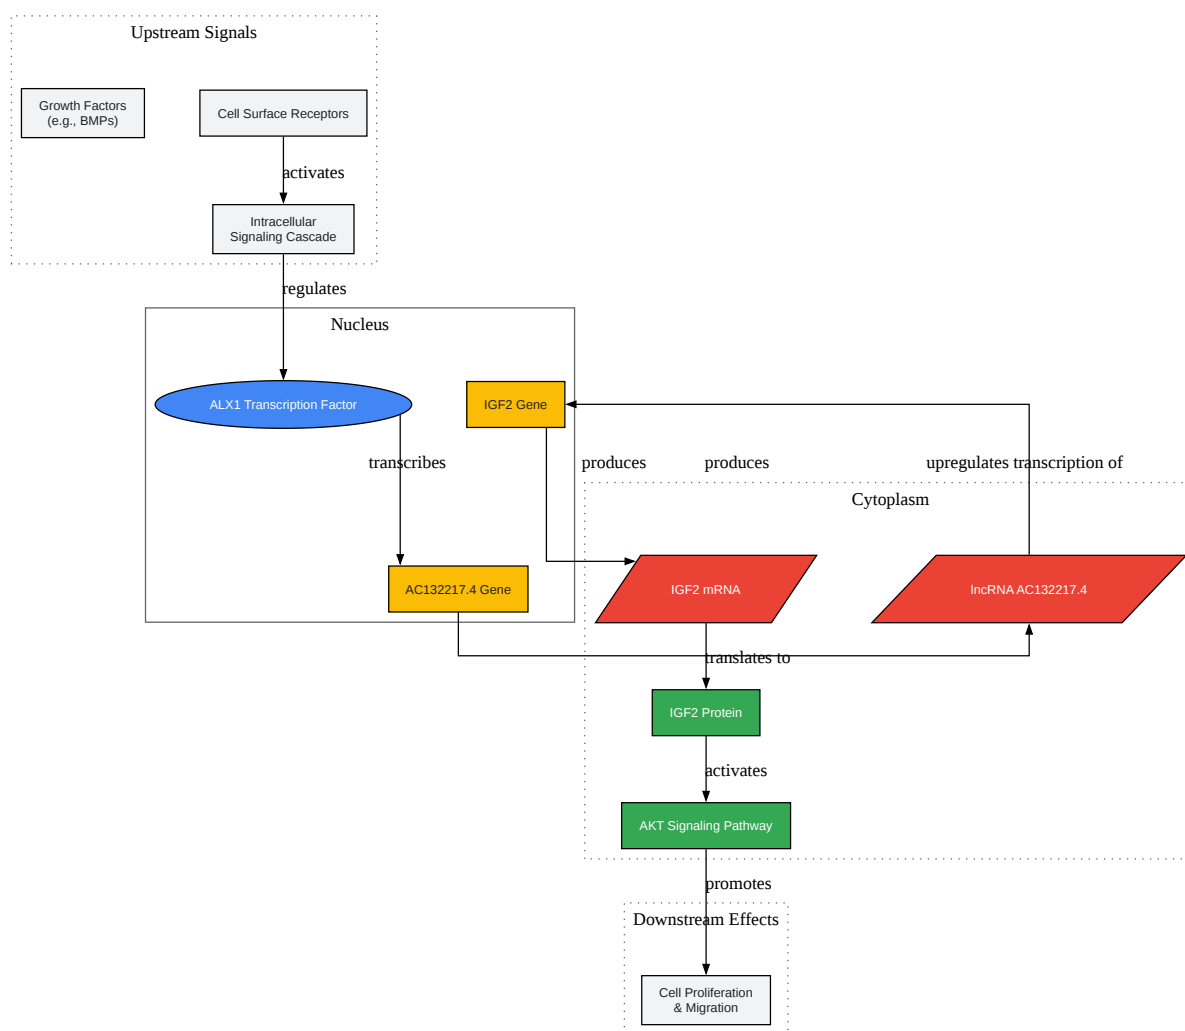 Upstream Signals
Growth Factors
(e.g., BMPs)
Cell Surface Receptors
activates
Intracellular
Signaling Cascade
regulates
Nucleus
ALX1 Transcription Factor
IGF2 Gene
transcribes
produces
produces
upregulates transcription of
Cytoplasm
AC132217.4 Gene
IGF2 mRNA
lncRNA AC132217.4
translates to
IGF2 Protein
activates
AKT Signaling Pathway
promotes
Downstream Effects
Cell Proliferation
& Migration